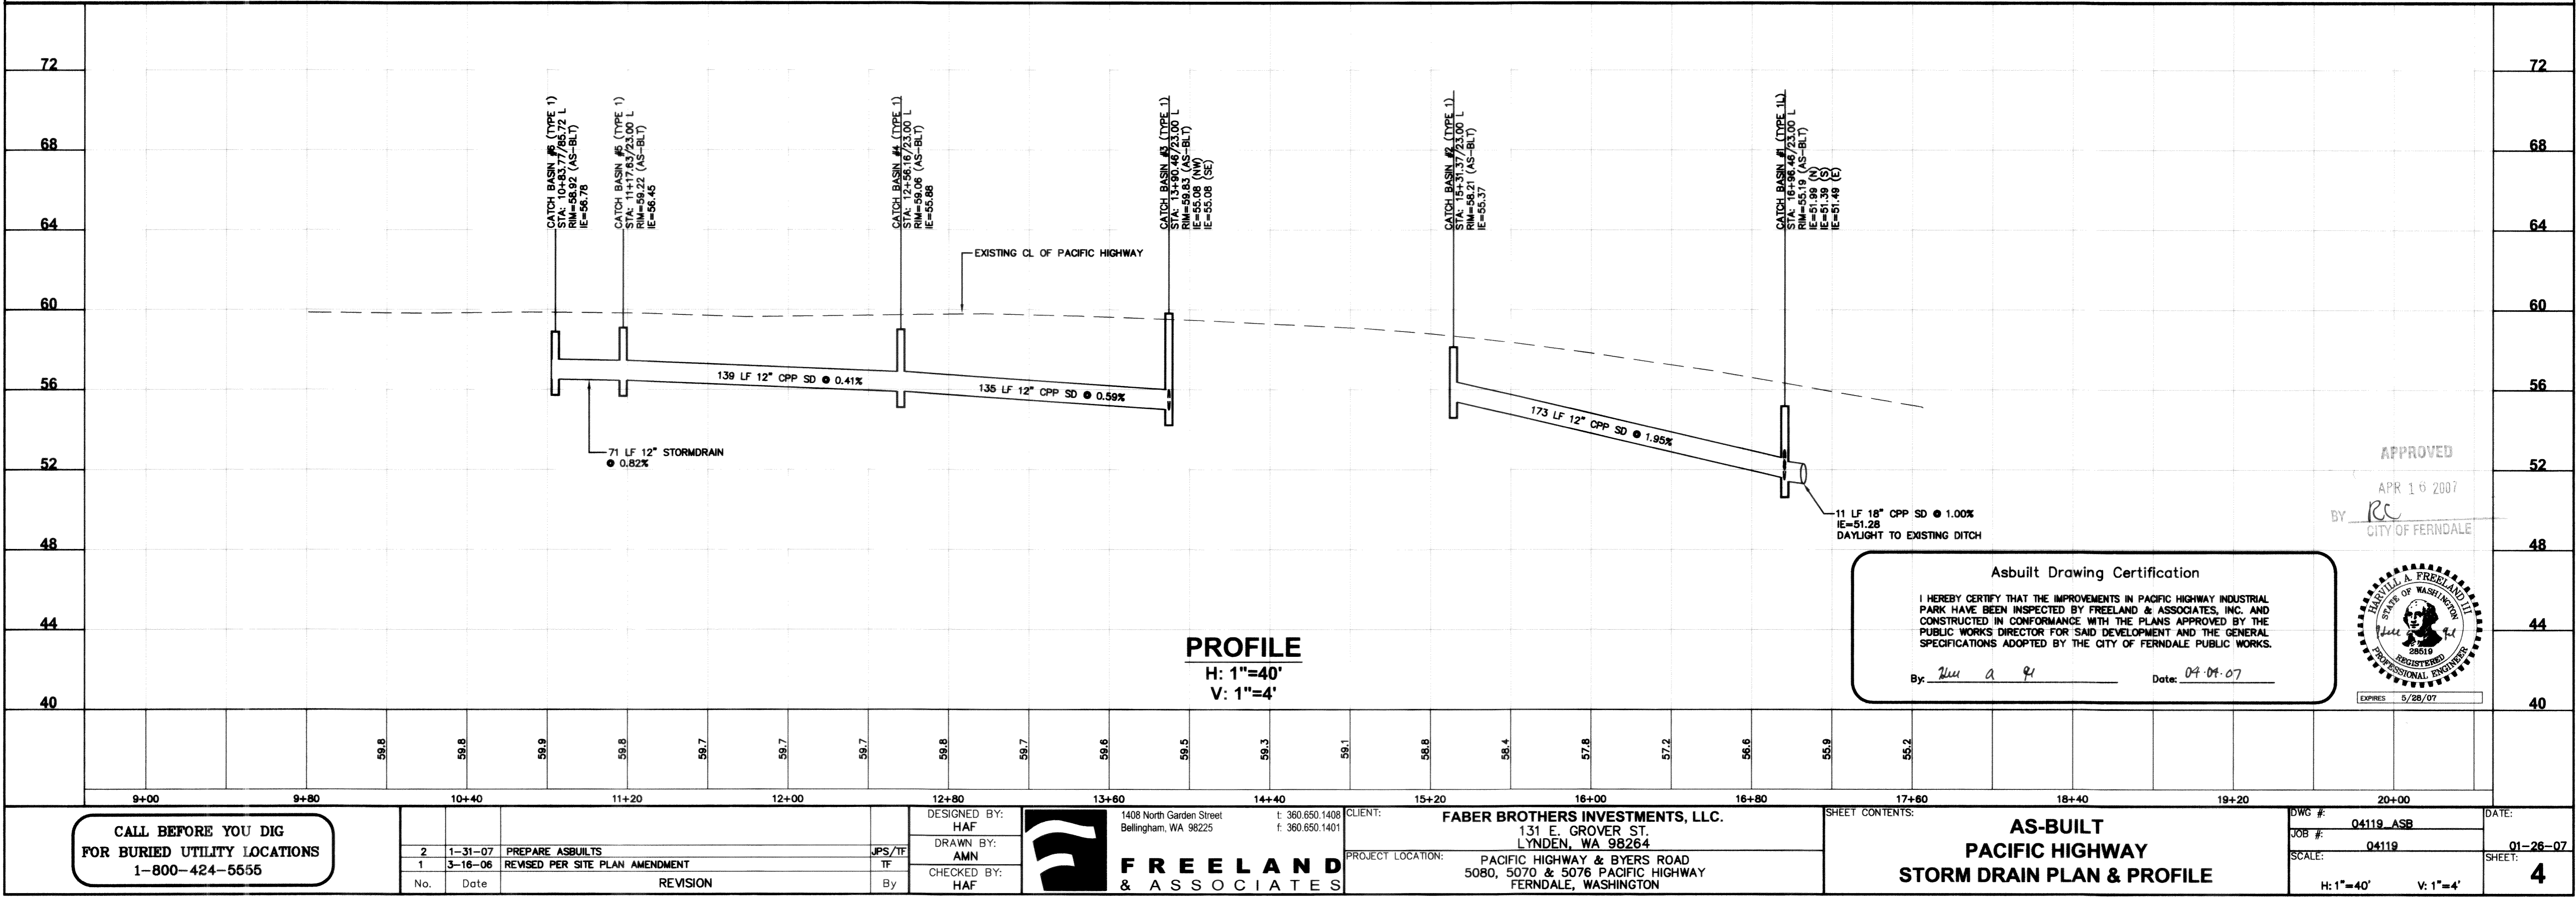 72
68
64
60
56
52
48
44
40
72
68
64
60
56
52
48
44
40
CATCH BASIN #6 (TYPE 1)
STA: 10+83.77/85.72 L
RIM=58.92 (AS-BLT)
IE=56.78
CATCH BASIN #5 (TYPE 1)
STA: 11+17.63/23.00 L
RIM=59.22 (AS-BLT)
IE=56.45
CATCH BASIN #4 (TYPE 1)
STA: 12+56.16/23.00 L
RIM=59.06 (AS-BLT)
IE=55.88
CATCH BASIN #3 (TYPE 1)
STA: 13+90.46/23.00 L
RIM=59.83 (AS-BLT)
IE=55.08 (NW)
IE=55.08 (SE)
CATCH BASIN #2 (TYPE 1)
STA: 15+31.37/23.00 L
RIM=58.21 (AS-BLT)
IE=55.37
CATCH BASIN #1 (TYPE 1L)
STA: 16+96.46/23.00 L
RIM=55.19 (AS-BLT)
IE=51.99 (N)
IE=51.39 (S)
IE=51.49 (E)
EXISTING CL OF PACIFIC HIGHWAY
139 LF 12" CPP SD @ 0.41%
135 LF 12" CPP SD @ 0.59%
71 LF 12" STORMDRAIN
@ 0.82%
173 LF 12" CPP SD @ 1.95%
11 LF 18" CPP SD @ 1.00%
IE=51.28
DAYLIGHT TO EXISTING DITCH
APPROVED
APR 16 2007
BY RC
CITY OF FERNDALE
Asbuilt Drawing Certification
I HEREBY CERTIFY THAT THE IMPROVEMENTS IN PACIFIC HIGHWAY INDUSTRIAL
PARK HAVE BEEN INSPECTED BY FREELAND & ASSOCIATES, INC. AND
CONSTRUCTED IN CONFORMANCE WITH THE PLANS APPROVED BY THE
PUBLIC WORKS DIRECTOR FOR SAID DEVELOPMENT AND THE GENERAL
SPECIFICATIONS ADOPTED BY THE CITY OF FERNDALE PUBLIC WORKS.
By:
Date: 04.04.07
HARVILL A. FREELAND III
STATE OF WASHINGTON
28519
REGISTERED
PROFESSIONAL ENGINEER
EXPIRES 5/28/07
PROFILE
H: 1"=40'
V: 1"=4'
59.8
59.8
59.9
59.8
59.7
59.7
59.7
59.8
59.7
59.6
59.5
59.3
59.1
58.8
58.4
57.8
57.2
56.6
55.9
55.2
9+00
9+80
10+40
11+20
12+00
12+80
13+60
14+40
15+20
16+00
16+80
17+60
18+40
19+20
20+00
CALL BEFORE YOU DIG
FOR BURIED UTILITY LOCATIONS
1-800-424-5555
2 1-31-07 PREPARE ASBUILTS JPS/TF
1 3-16-06 REVISED PER SITE PLAN AMENDMENT TF
No. Date REVISION By
DESIGNED BY:
HAF
DRAWN BY:
AMN
CHECKED BY:
HAF
1408 North Garden Street t: 360.650.1408
Bellingham, WA 98225 f: 360.650.1401
FREELAND
& ASSOCIATES
CLIENT:
FABER BROTHERS INVESTMENTS, LLC.
131 E. GROVER ST.
LYNDEN, WA 98264
PROJECT LOCATION:
PACIFIC HIGHWAY & BYERS ROAD
5080, 5070 & 5076 PACIFIC HIGHWAY
FERNDALE, WASHINGTON
SHEET CONTENTS:
AS-BUILT
PACIFIC HIGHWAY
STORM DRAIN PLAN & PROFILE
DWG #:
04119_ASB
JOB #:
04119
SCALE:
H: 1"=40' V: 1"=4'
DATE:
01-26-07
SHEET:
4